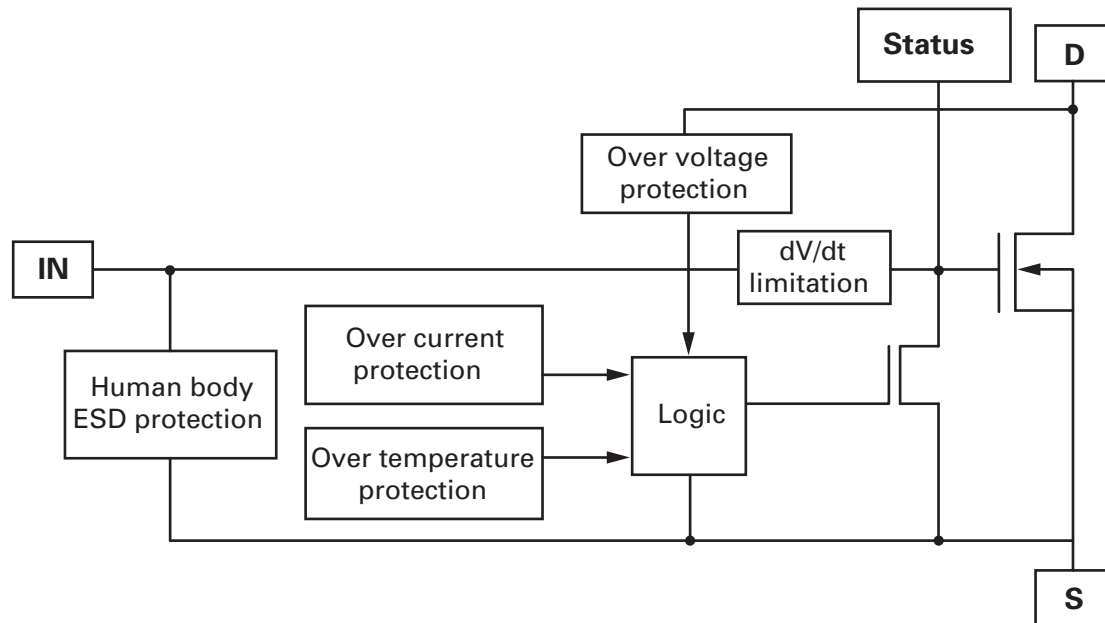 Status
D
Over voltage
protection
IN
dV/dt
limitation
Over current
protection
Human body
ESD protection
Logic
Over temperature
protection
S